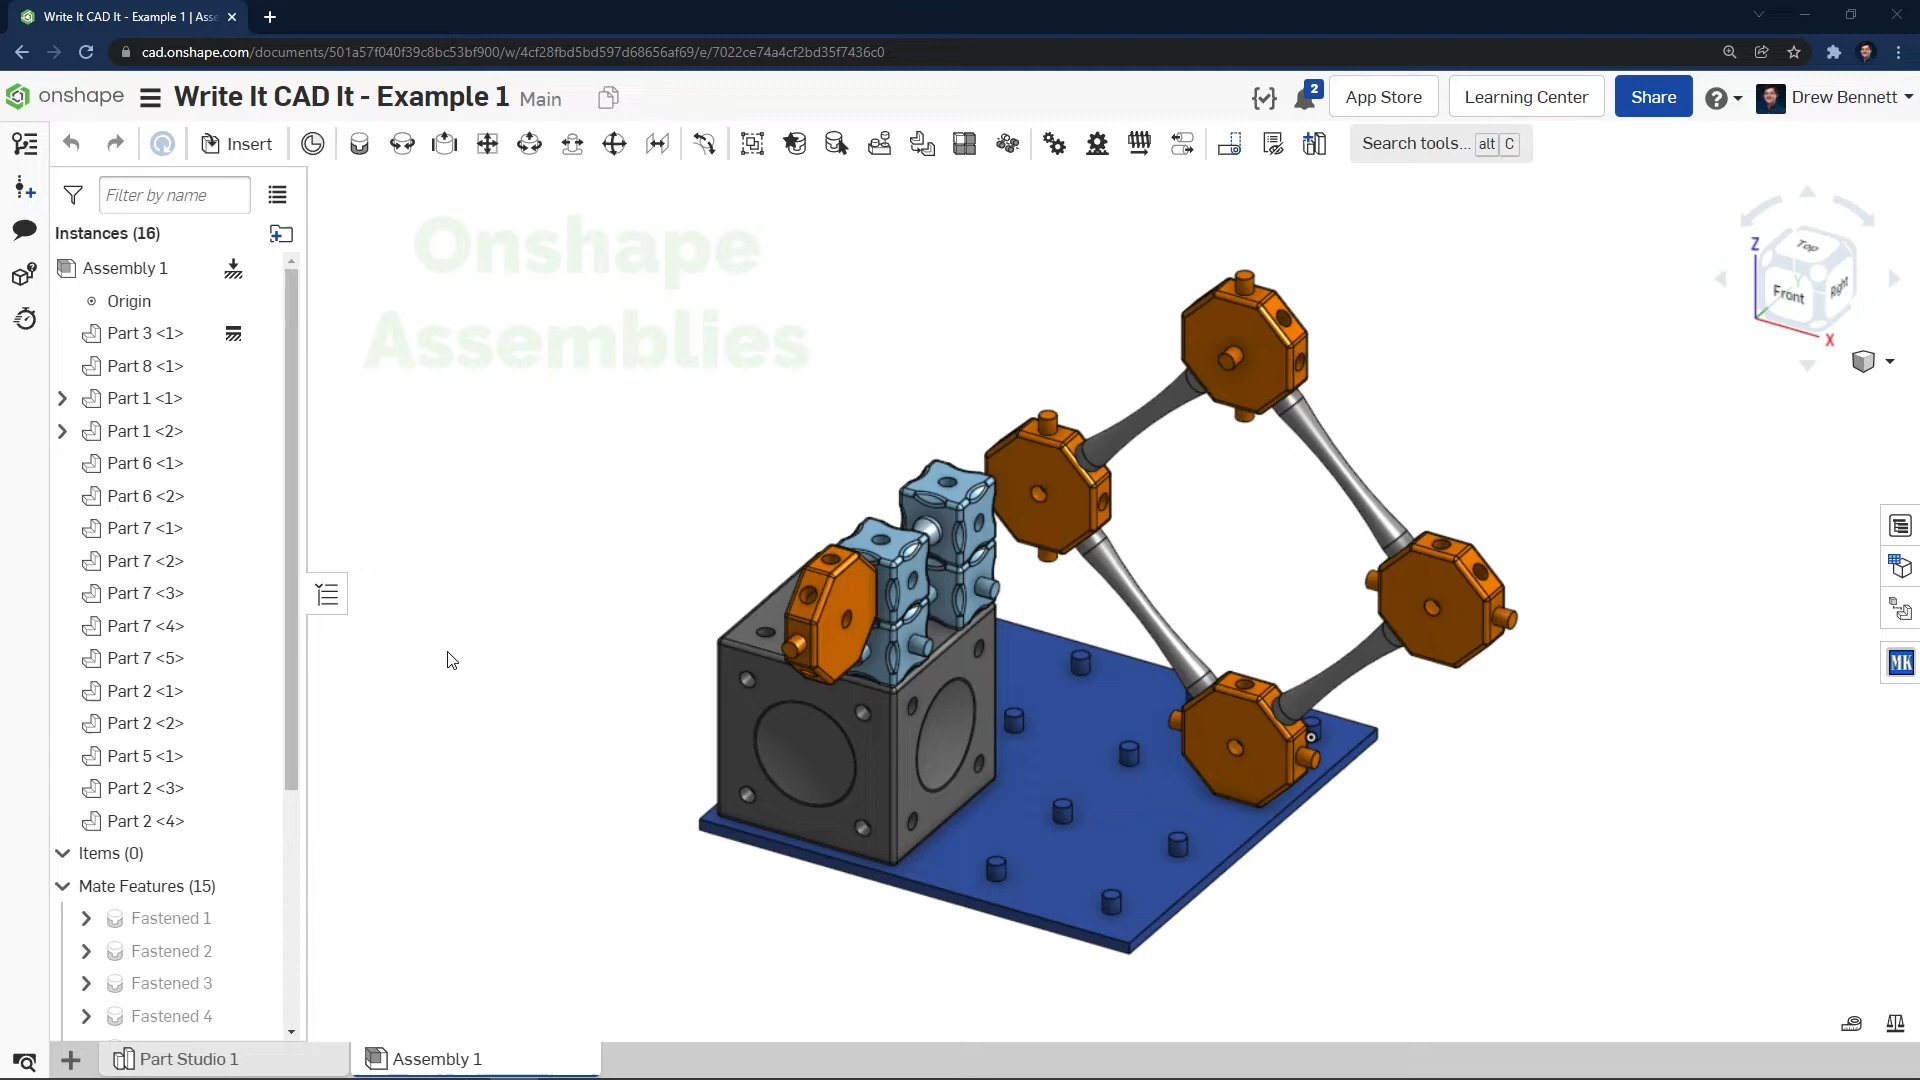 Write It CAD It - Example 1 | Asse
cad.onshape.com/documents/501a57f040f39c8bc53bf900/w/4cf28fbd5bd597d68656af69/e/7022ce74a4cf2bd35f7436c0
onshape
Write It CAD It - Example 1 Main
2
App Store
Learning Center
Share
Drew Bennett
Insert
Search tools... alt C
Filter by name
Instances (16)
Assembly 1
Origin
Part 3 <1>
Part 8 <1>
Part 1 <1>
Part 1 <2>
Part 6 <1>
Part 6 <2>
Part 7 <1>
Part 7 <2>
Part 7 <3>
Part 7 <4>
Part 7 <5>
Part 2 <1>
Part 2 <2>
Part 5 <1>
Part 2 <3>
Part 2 <4>
Items (0)
Mate Features (15)
Fastened 1
Fastened 2
Fastened 3
Fastened 4
Onshape
Assemblies
Z
Top
Y
Front
Right
X
MK
Part Studio 1
Assembly 1